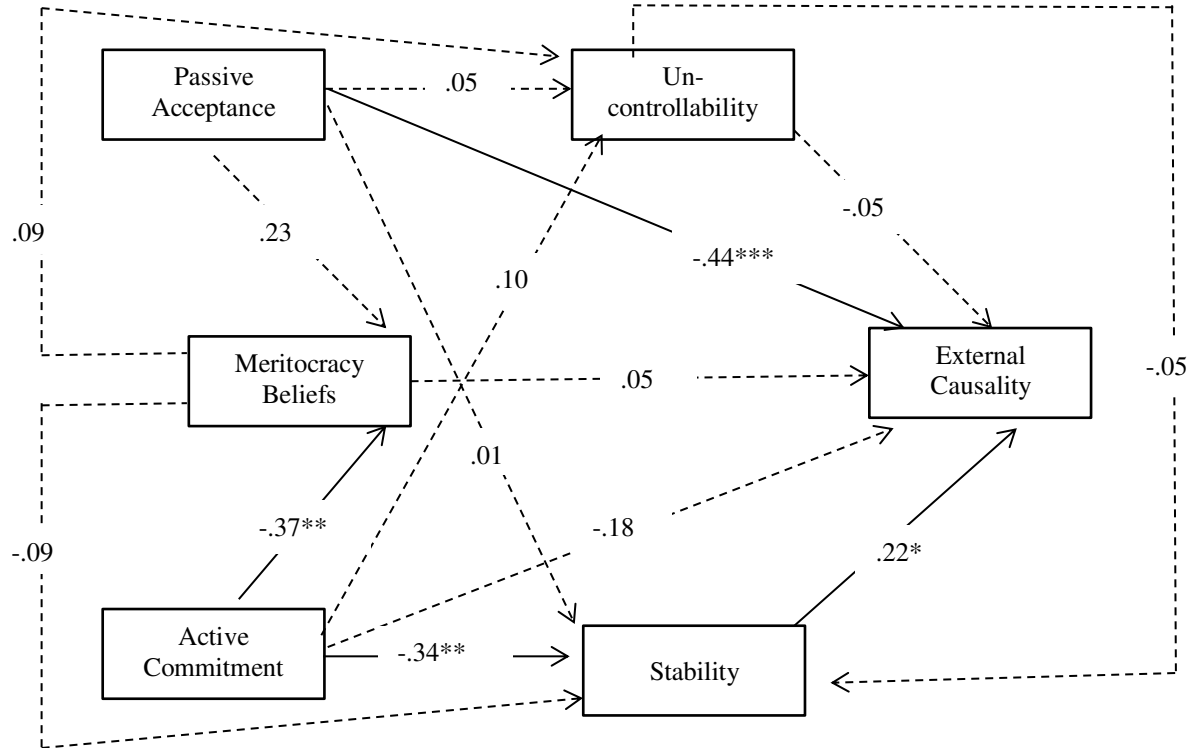 Passive
Acceptance
.05
Un-
controllability
.09
.23
-.05
.10
-.44***
Meritocracy
Beliefs
.05
External
Causality
-.05
.01
-.37**
-.18
-.09
.22*
Active
Commitment
-.34**
Stability